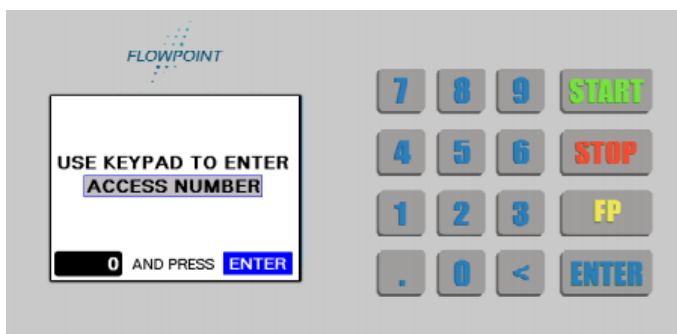 FLOWPOINT
USE KEYPAD TO ENTER
ACCESS NUMBER
0 AND PRESS ENTER
7 8 9 START
4 5 6 STOP
1 2 3 FP
. 0 < ENTER